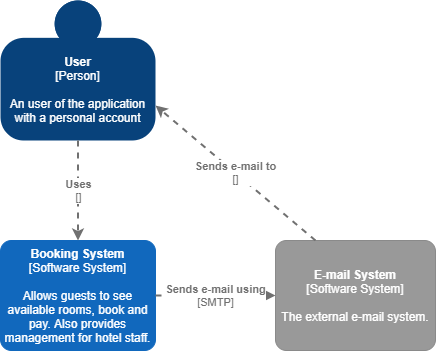 User
[Person]
An user of the application
with a personal account
Sends e-mail to
[]
Uses
[]
Booking System
[Software System]
Allows guests to see
available rooms, book and
pay. Also provides
management for hotel staff.
Sends e-mail using
[SMTP]
E-mail System
[Software System]
The external e-mail system.